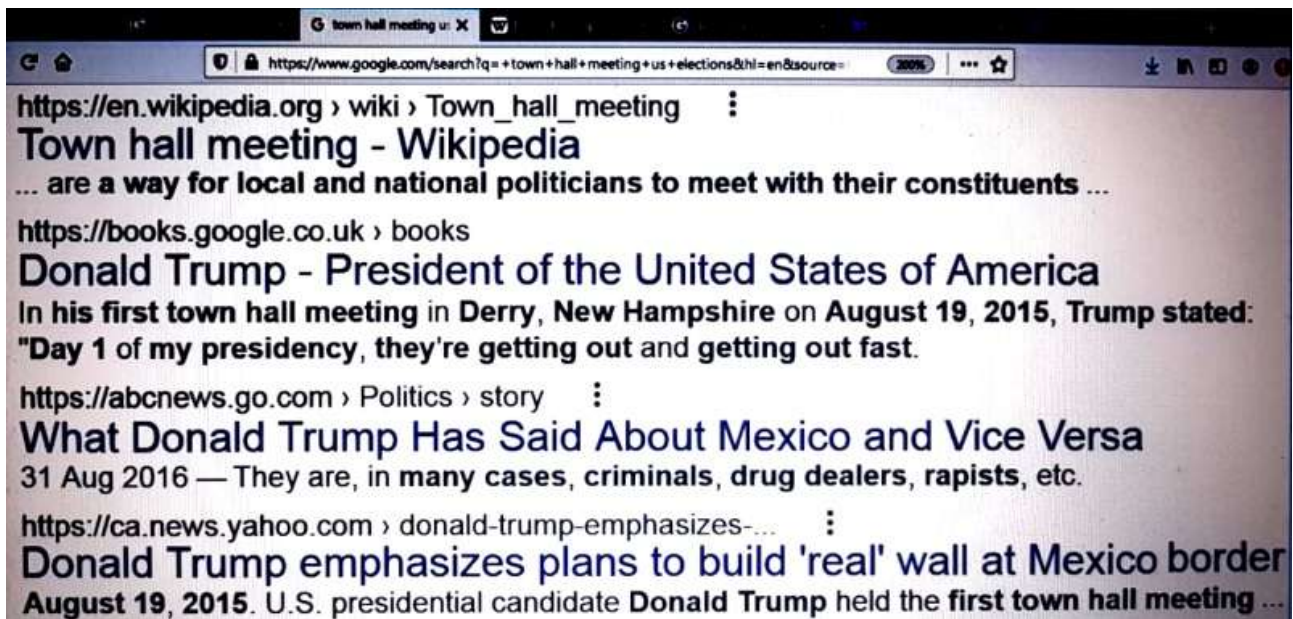 G town hall meeting u: X W
https://www.google.com/search?q=+town+hall+meeting+us+elections&hl=en&source= 200% ...
https://en.wikipedia.org › wiki › Town_hall_meeting
Town hall meeting - Wikipedia
... are a way for local and national politicians to meet with their constituents ...
https://books.google.co.uk › books
Donald Trump - President of the United States of America
In his first town hall meeting in Derry, New Hampshire on August 19, 2015, Trump stated:
"Day 1 of my presidency, they're getting out and getting out fast.
https://abcnews.go.com › Politics › story
What Donald Trump Has Said About Mexico and Vice Versa
31 Aug 2016 — They are, in many cases, criminals, drug dealers, rapists, etc.
https://ca.news.yahoo.com › donald-trump-emphasizes-...
Donald Trump emphasizes plans to build 'real' wall at Mexico border
August 19, 2015. U.S. presidential candidate Donald Trump held the first town hall meeting ...